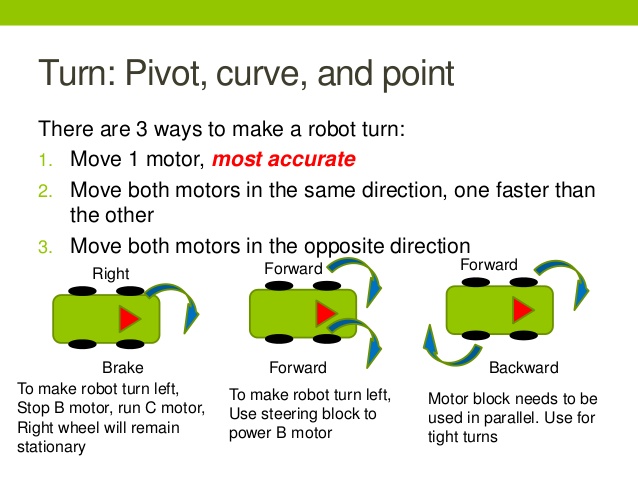 Turn: Pivot, curve, and point
There are 3 ways to make a robot turn:
1. Move 1 motor, most accurate
2. Move both motors in the same direction, one faster than
the other
3. Move both motors in the opposite direction
Right
Brake
To make robot turn left,
Stop B motor, run C motor,
Right wheel will remain
stationary
Forward
Forward
To make robot turn left,
Use steering block to
power B motor
Forward
Backward
Motor block needs to be
used in parallel. Use for
tight turns